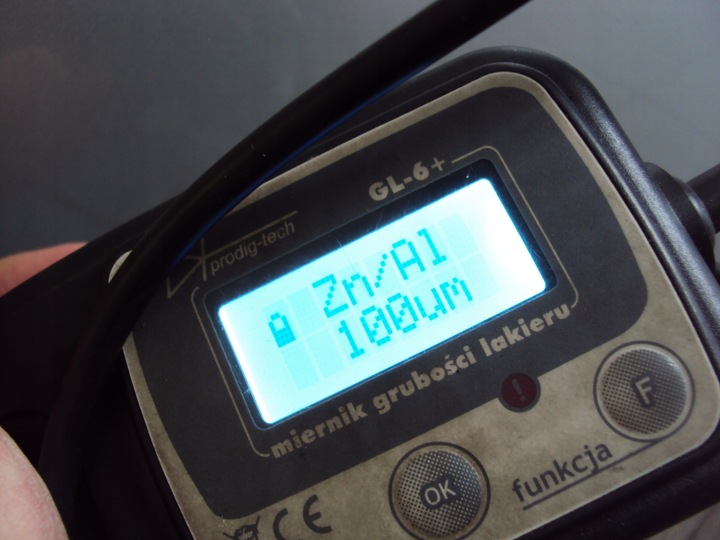 GL-6+
prodig-tech
Zn/Al
100um
miernik grubości lakieru
!
F
OK
funkcja
CE